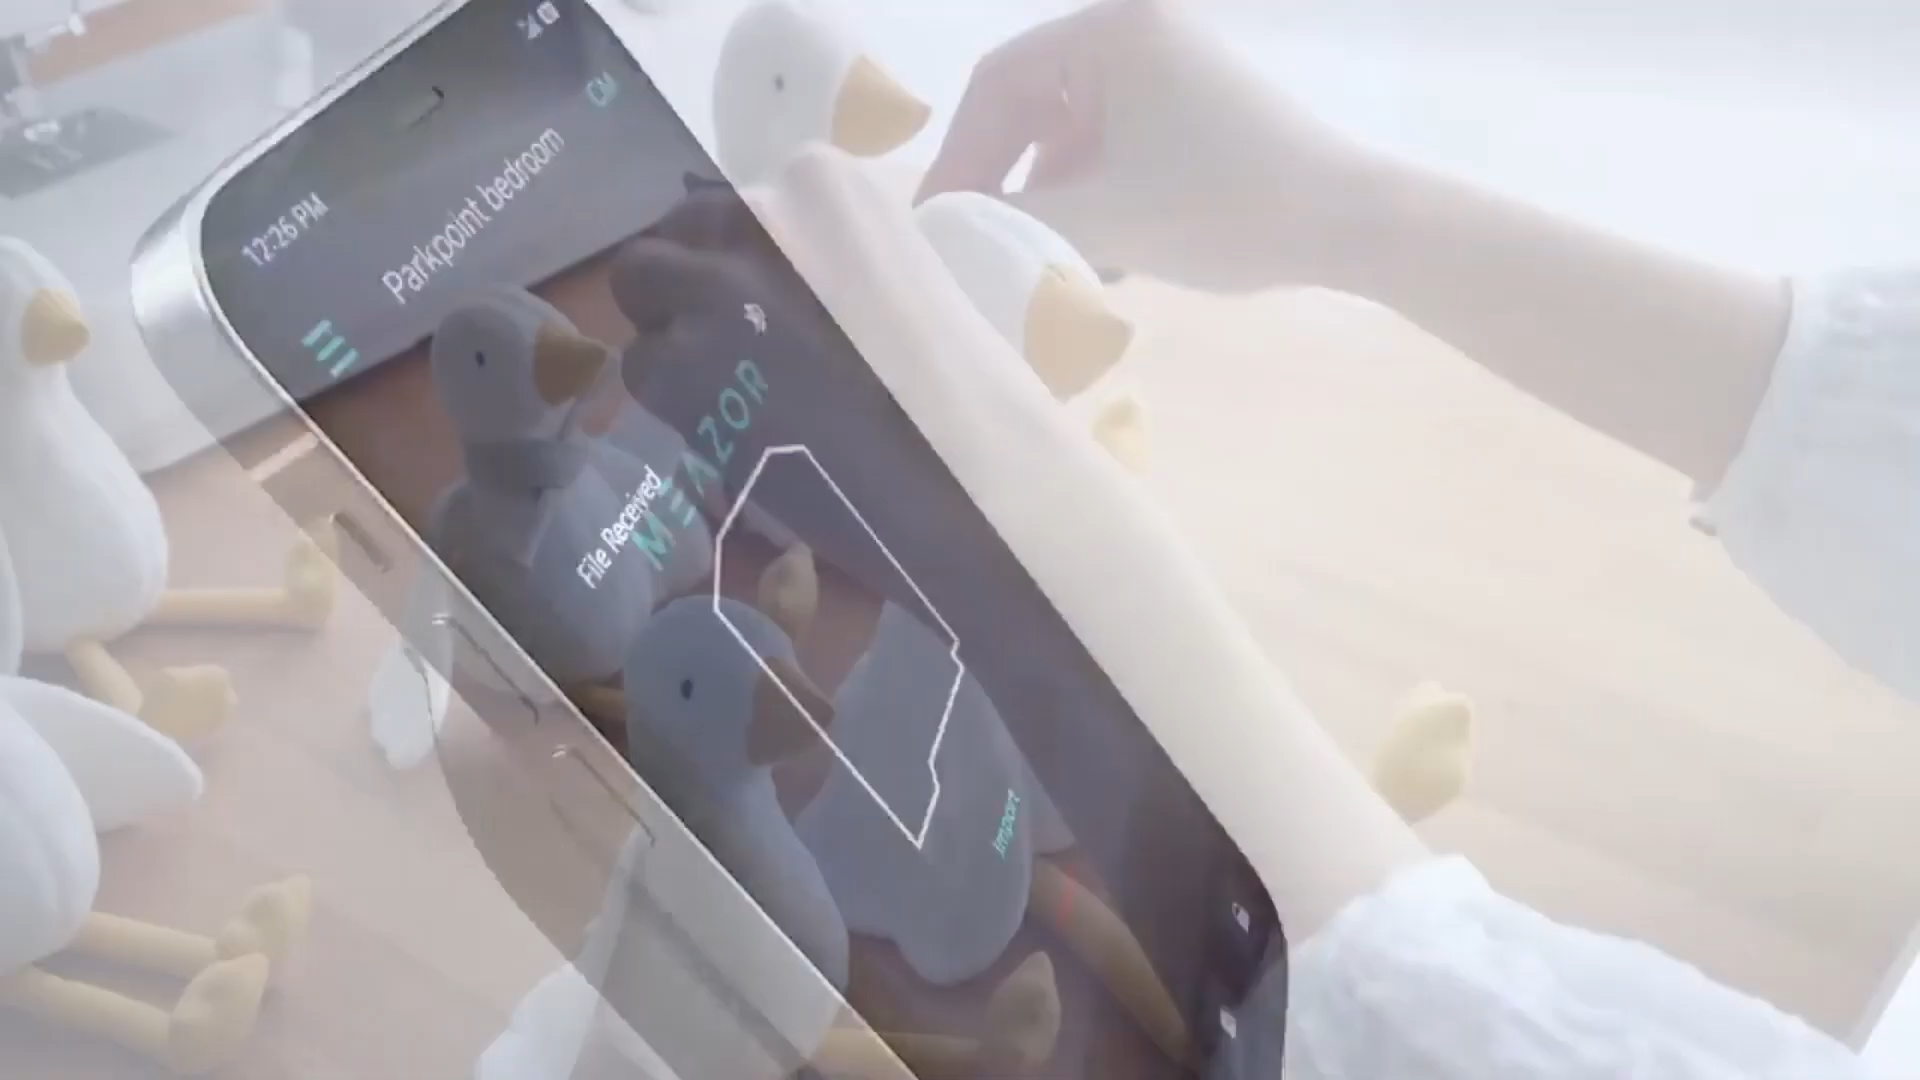 12:26 PM
Parkpoint bedroom
CM
MEAZOR
File Received
import